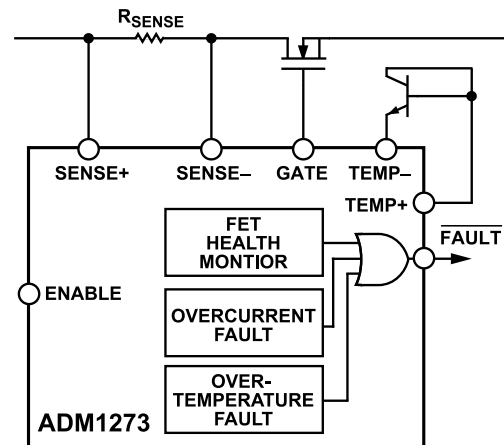 RSENSE
SENSE+
SENSE–
GATE
TEMP–
TEMP+
FET
HEALTH
MONTIOR
FAULT
ENABLE
OVERCURRENT
FAULT
OVER-
TEMPERATURE
FAULT
ADM1273